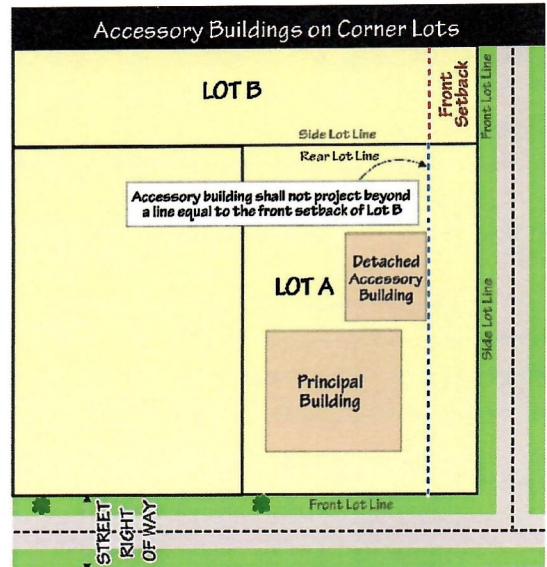 Accessory Buildings on Corner Lots
LOT B
Front
Setback
Front Lot Line
Side Lot Line
Rear Lot Line
Accessory building shall not project beyond
a line equal to the front setback of Lot B
Detached
Accessory
Building
LOT A
Side Lot Line
Principal
Building
Front Lot Line
STREET
RIGHT
OF WAY